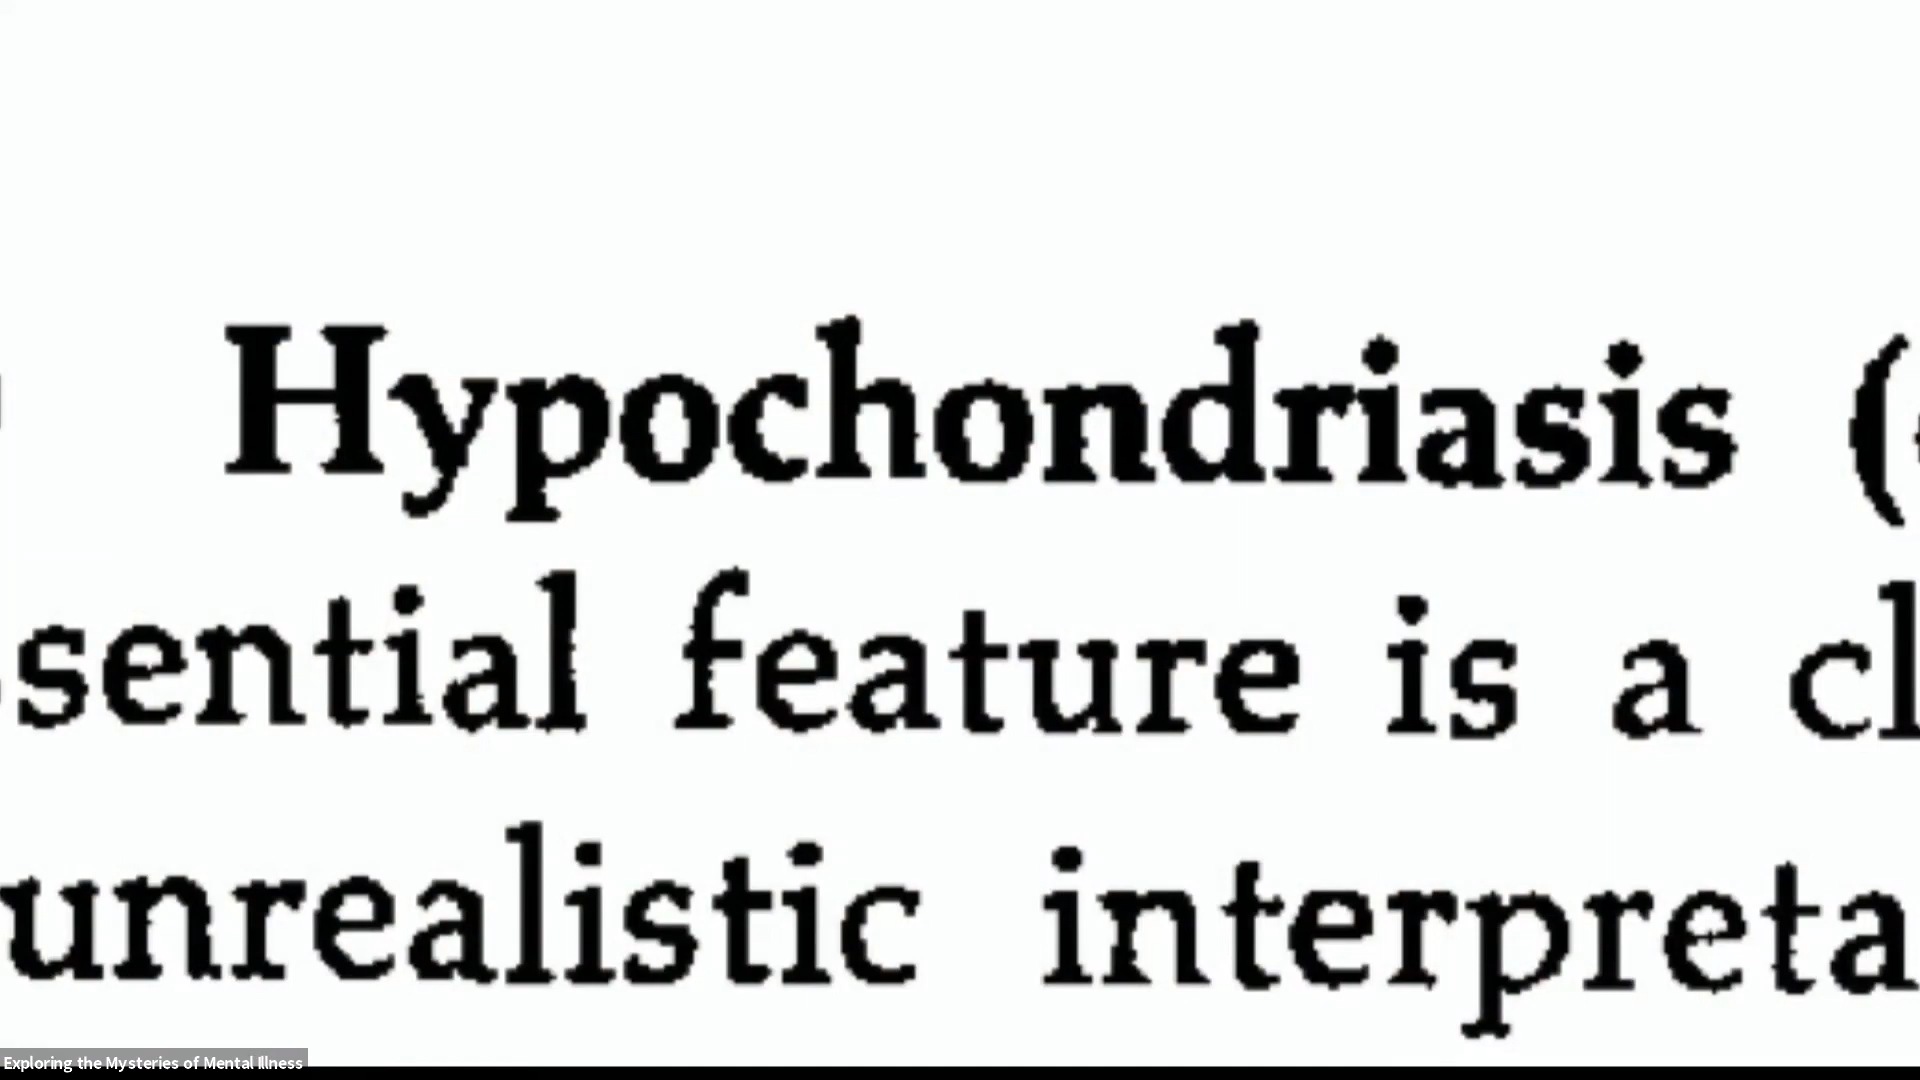 Hypochondriasis (
sential feature is a cl
unrealistic interpreta
Exploring the Mysteries of Mental Illness